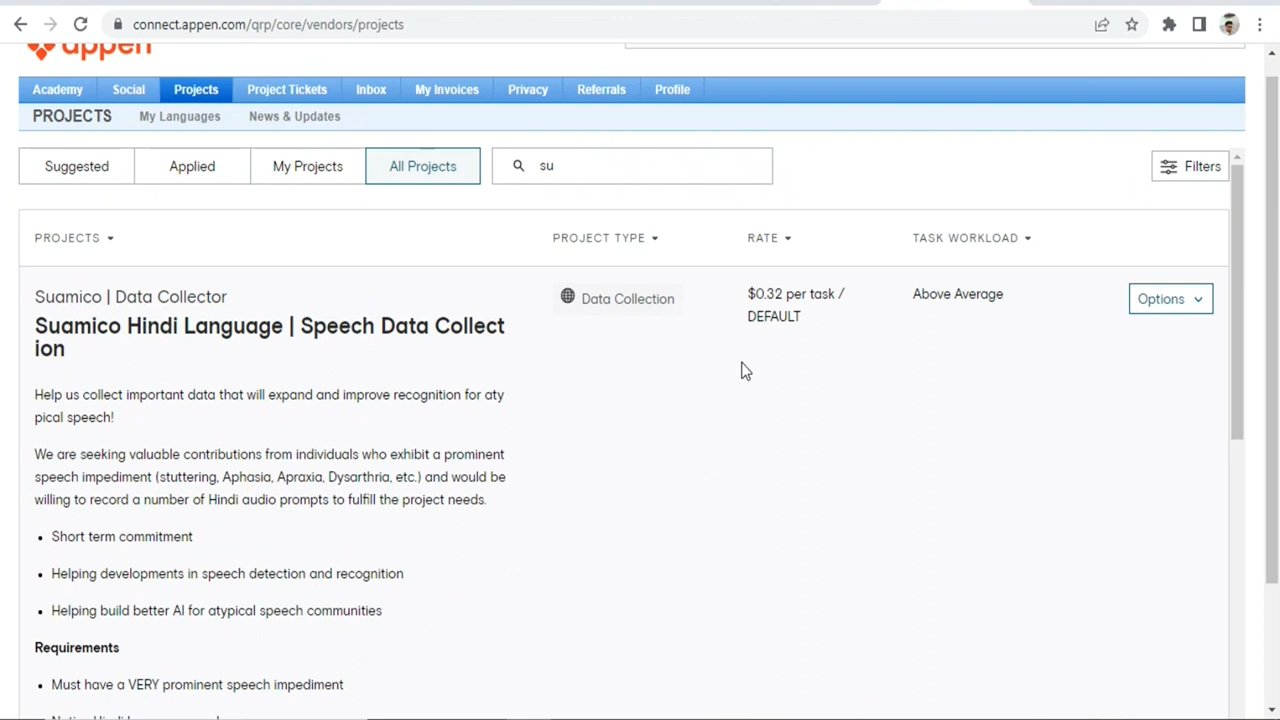 connect.appen.com/qrp/core/vendors/projects
appen
Academy Social Projects Project Tickets Inbox My Invoices Privacy Referrals Profile
PROJECTS My Languages News & Updates
Suggested Applied My Projects All Projects su Filters
PROJECTS PROJECT TYPE RATE TASK WORKLOAD
Suamico | Data Collector Data Collection $0.32 per task / Above Average Options
DEFAULT
Suamico Hindi Language | Speech Data Collect
ion
Help us collect important data that will expand and improve recognition for aty
pical speech!
We are seeking valuable contributions from individuals who exhibit a prominent
speech impediment (stuttering, Aphasia, Apraxia, Dysarthria, etc.) and would be
willing to record a number of Hindi audio prompts to fulfill the project needs.
• Short term commitment
• Helping developments in speech detection and recognition
• Helping build better AI for atypical speech communities
Requirements
• Must have a VERY prominent speech impediment